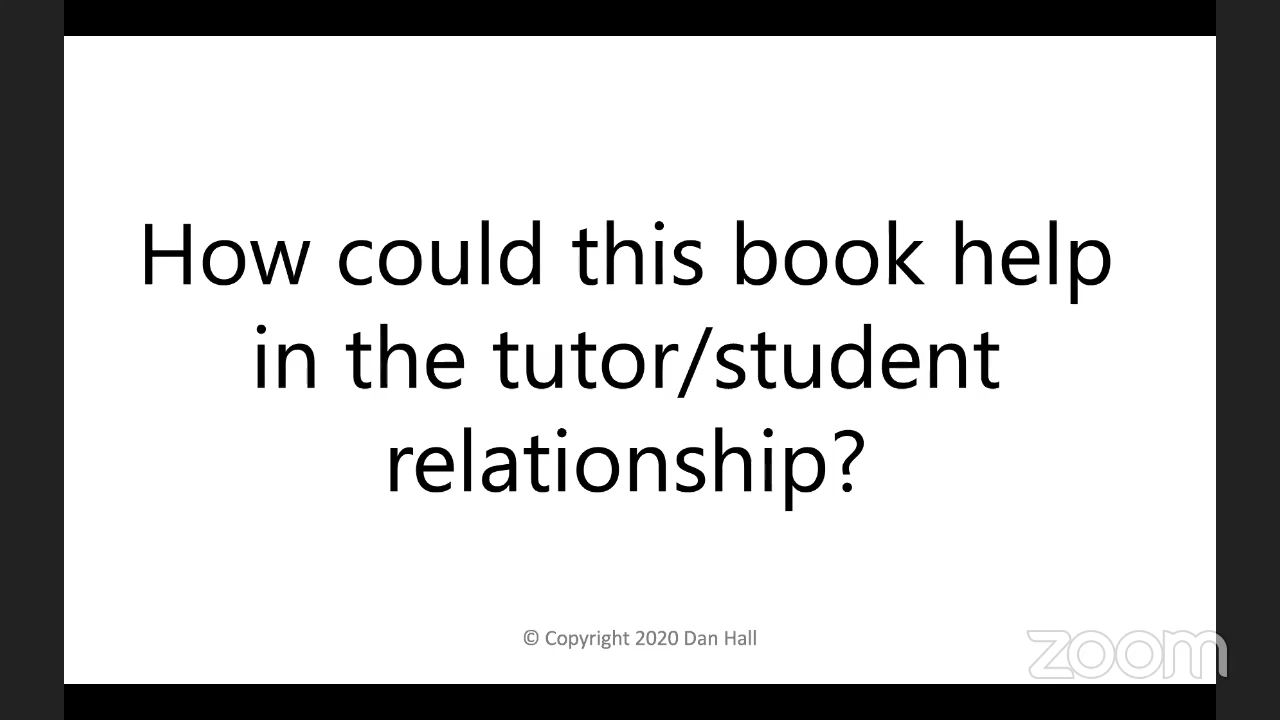 How could this book help
in the tutor/student
relationship?
© Copyright 2020 Dan Hall
zoom